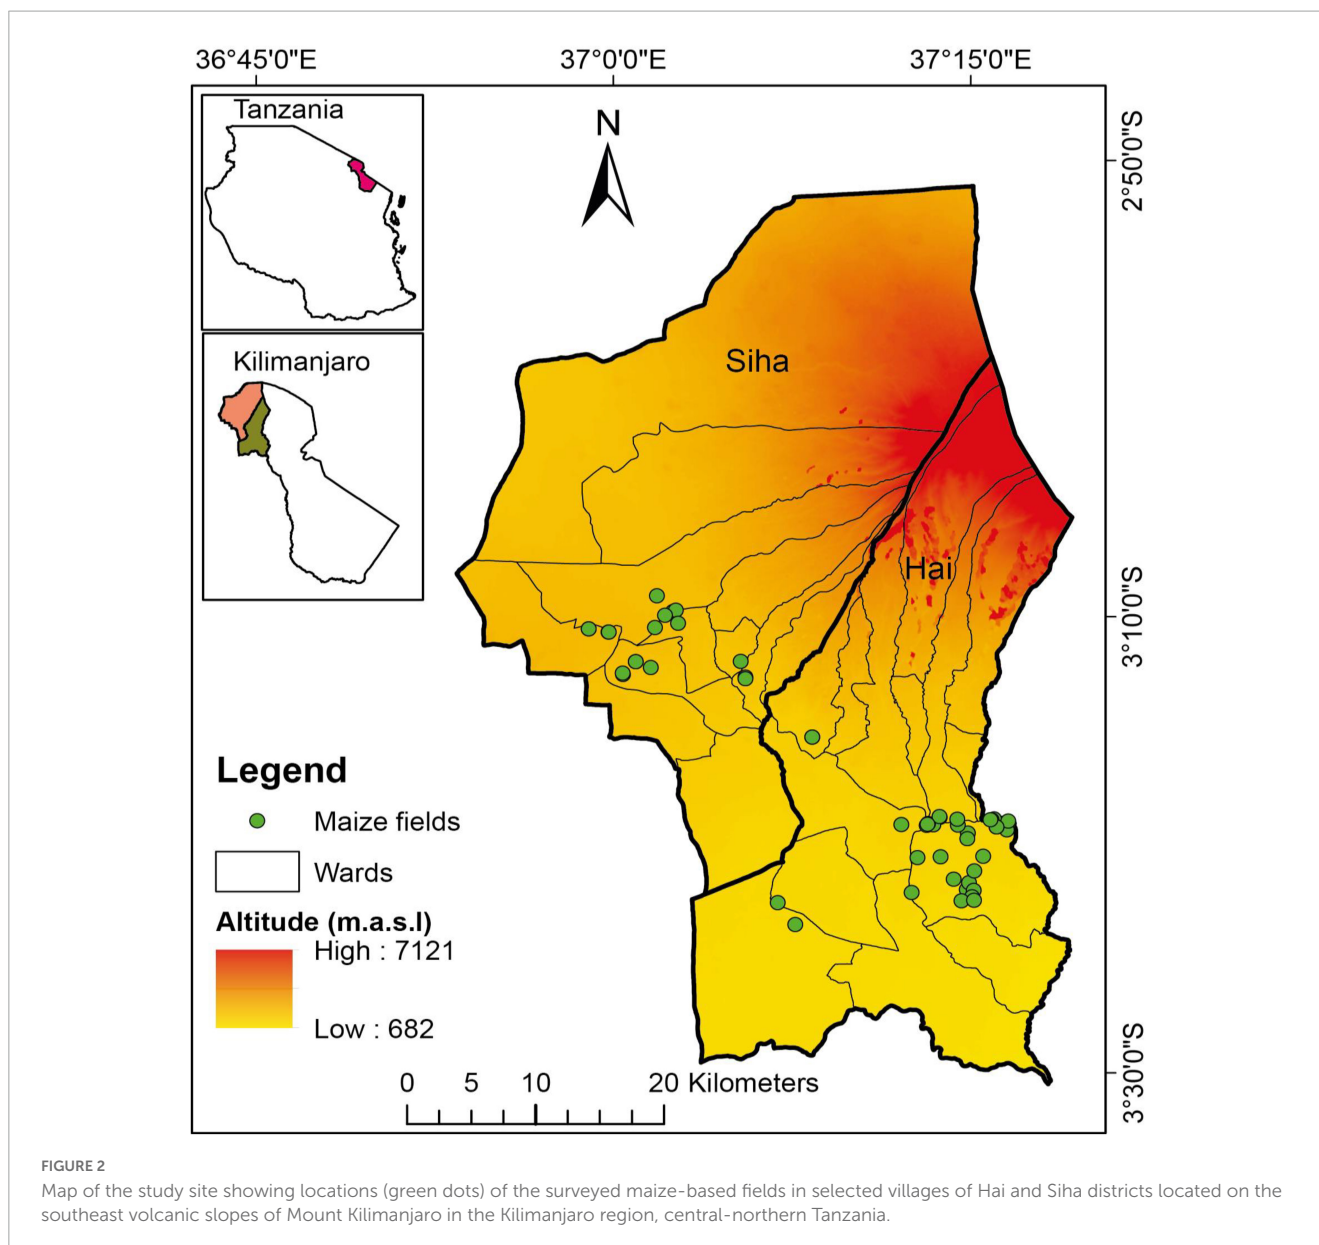 36°45'0"E 37°0'0"E 37°15'0"E
Tanzania
N
2°50'0"S
Kilimanjaro
Siha
Hai
3°10'0"S
Legend
Maize fields
Wards
Altitude (m.a.s.l)
High : 7121
Low : 682
0 5 10 20 Kilometers
3°30'0"S
FIGURE 2
Map of the study site showing locations (green dots) of the surveyed maize-based fields in selected villages of Hai and Siha districts located on the
southeast volcanic slopes of Mount Kilimanjaro in the Kilimanjaro region, central-northern Tanzania.